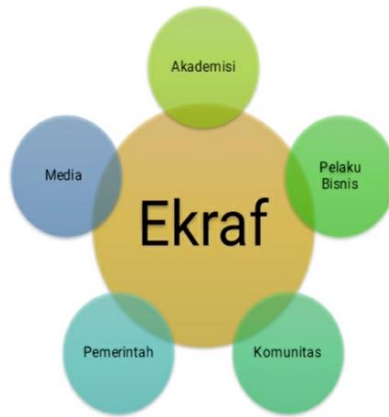 Akademisi
Media
Pelaku
Bisnis
Ekraf
Pemerintah
Komunitas